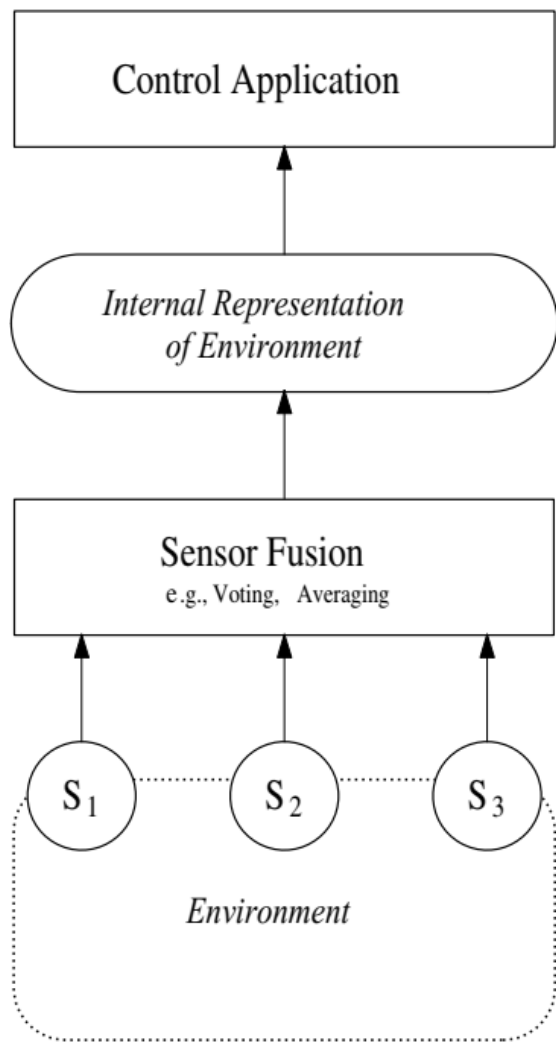 Control Application
Internal Representation
of Environment
Sensor Fusion
e.g., Voting, Averaging
S1 S2 S3
Environment